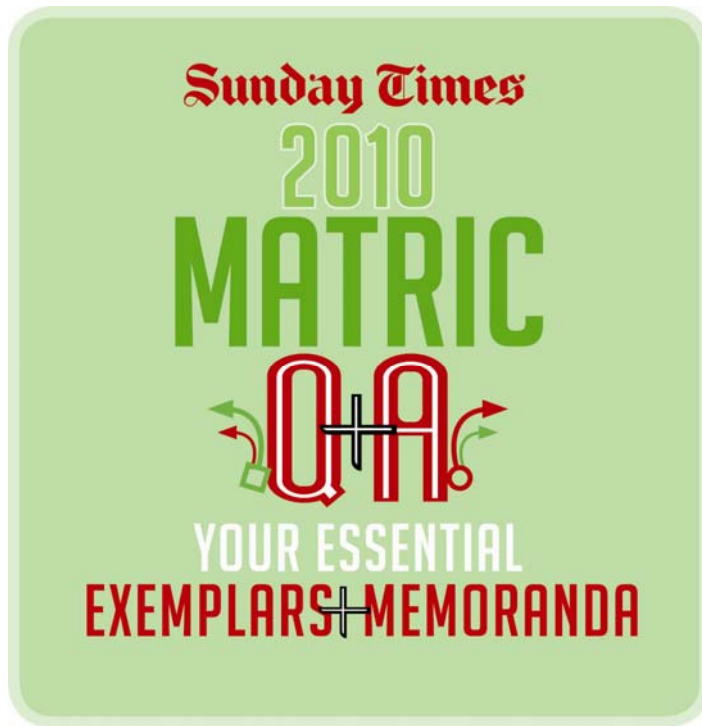 Sunday Times
2010
MATRIC
Q+A
YOUR ESSENTIAL
EXEMPLARS+MEMORANDA